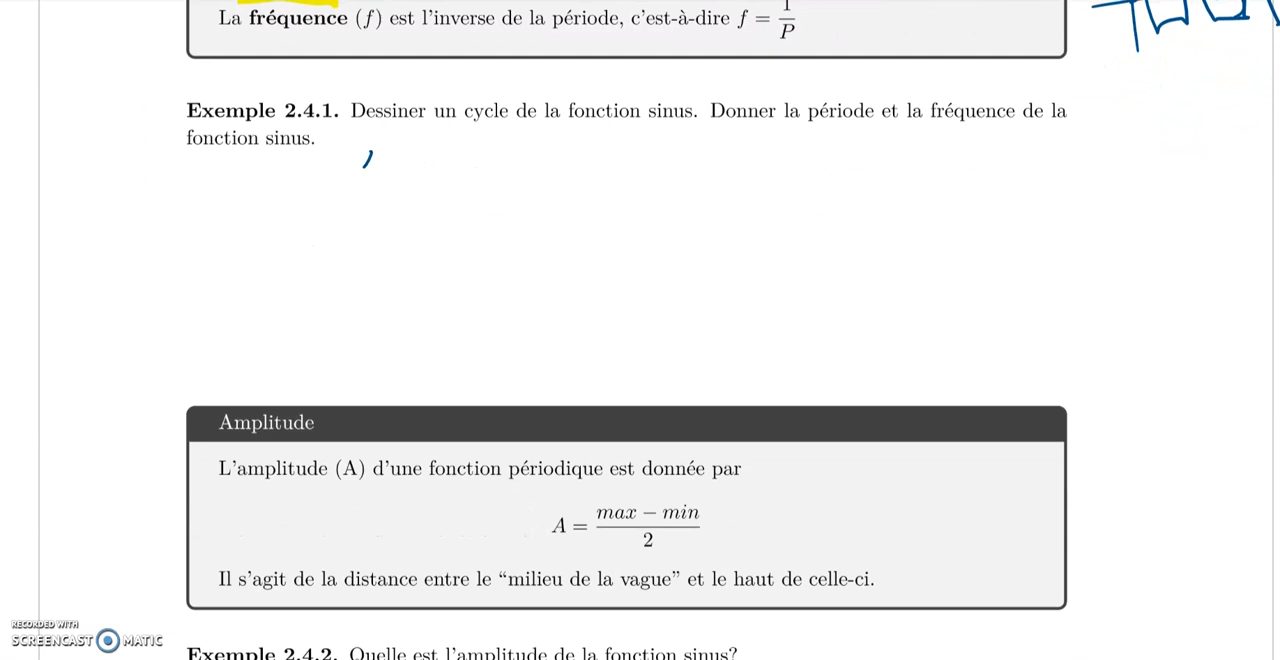 La fréquence (f) est l'inverse de la période, c'est-à-dire f = 1/P
Exemple 2.4.1. Dessiner un cycle de la fonction sinus. Donner la période et la fréquence de la
fonction sinus.
Amplitude
L'amplitude (A) d'une fonction périodique est donnée par
A = max − min / 2
Il s'agit de la distance entre le “milieu de la vague” et le haut de celle-ci.
RECORDED WITH
SCREENCAST MATIC
Exemple 2.4.2. Quelle est l'amplitude de la fonction sinus?